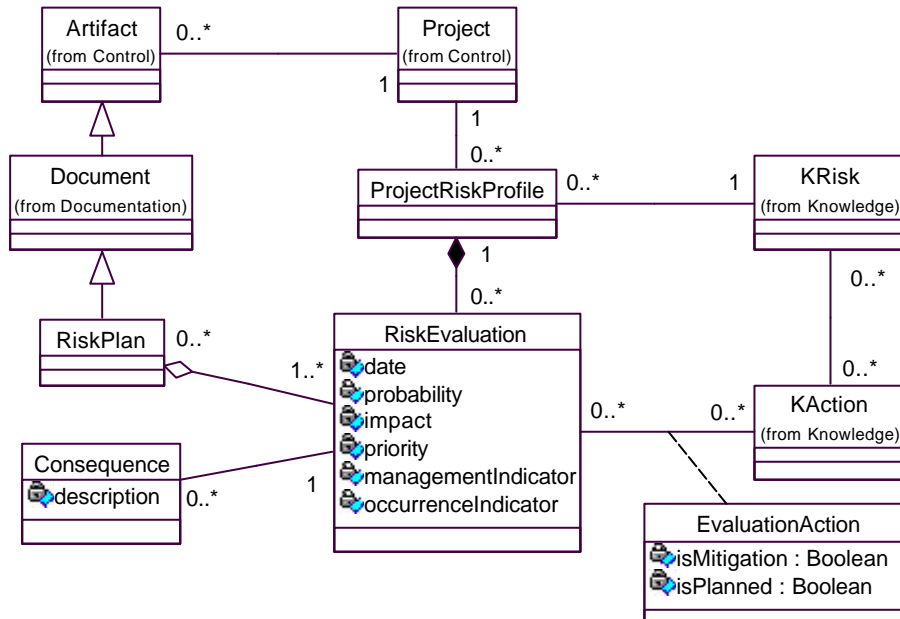 Artifact
(from Control)
0..*
1
Project
(from Control)
1
0..*
Document
(from Documentation)
ProjectRiskProfile
0..*
1
KRisk
(from Knowledge)
1
0..*
0..*
0..*
RiskPlan
0..*
1..*
RiskEvaluation
date
probability
impact
priority
managementIndicator
occurrenceIndicator
0..*
0..*
KAction
(from Knowledge)
Consequence
description
0..*
1
EvaluationAction
isMitigation : Boolean
isPlanned : Boolean